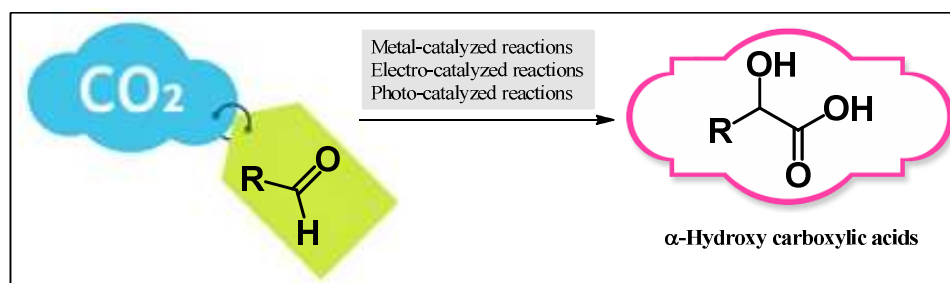 CO₂
R
O
H
Metal-catalyzed reactions
Electro-catalyzed reactions
Photo-catalyzed reactions
OH
R
OH
O
α-Hydroxy carboxylic acids